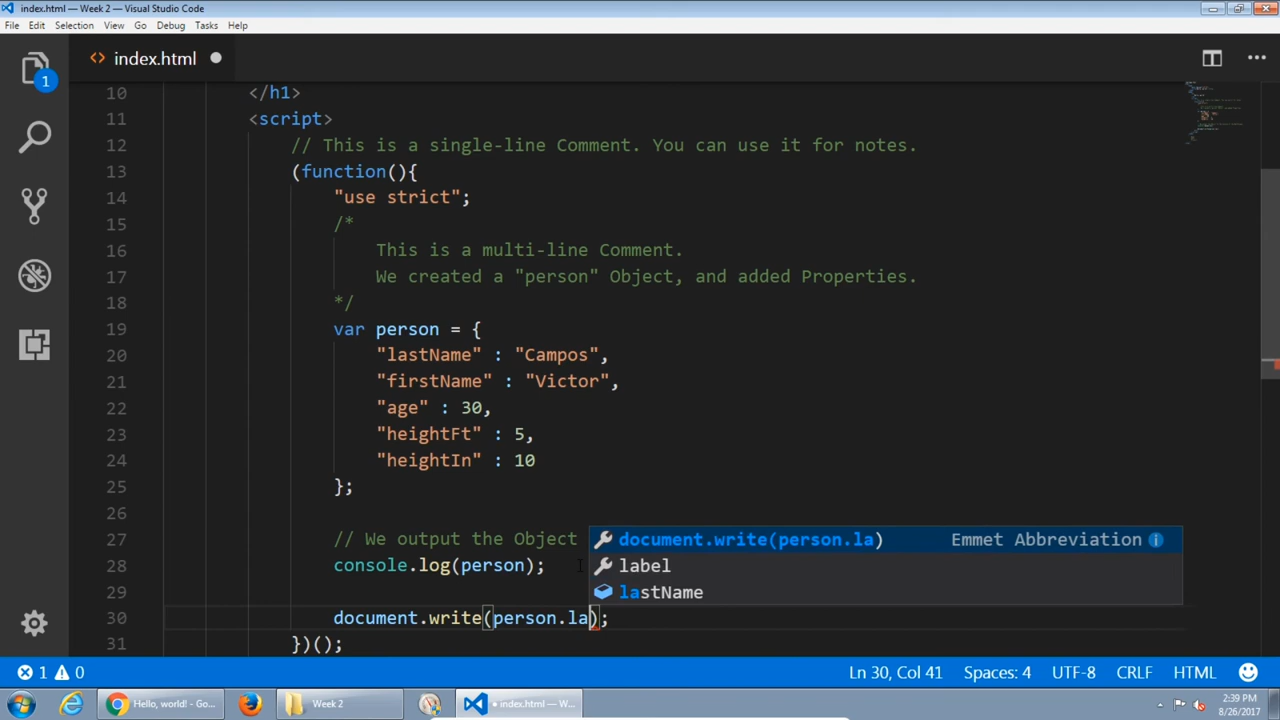 index.html — Week 2 — Visual Studio Code
File Edit Selection View Go Debug Tasks Help
1
index.html
10 </h1>
11 <script>
12 // This is a single-line Comment. You can use it for notes.
13 (function(){
14 "use strict";
15 /*
16 This is a multi-line Comment.
17 We created a "person" Object, and added Properties.
18 */
19 var person = {
20 "lastName" : "Campos",
21 "firstName" : "Victor",
22 "age" : 30,
23 "heightFt" : 5,
24 "heightIn" : 10
25 };
26
27 // We output the Object
document.write(person.la) Emmet Abbreviation
28 console.log(person);
label
29
lastName
30 document.write(person.la);
31 })();
1 0 Ln 30, Col 41 Spaces: 4 UTF-8 CRLF HTML
Hello, world! - Go... Week 2 • index.html — W... 2:39 PM
8/26/2017